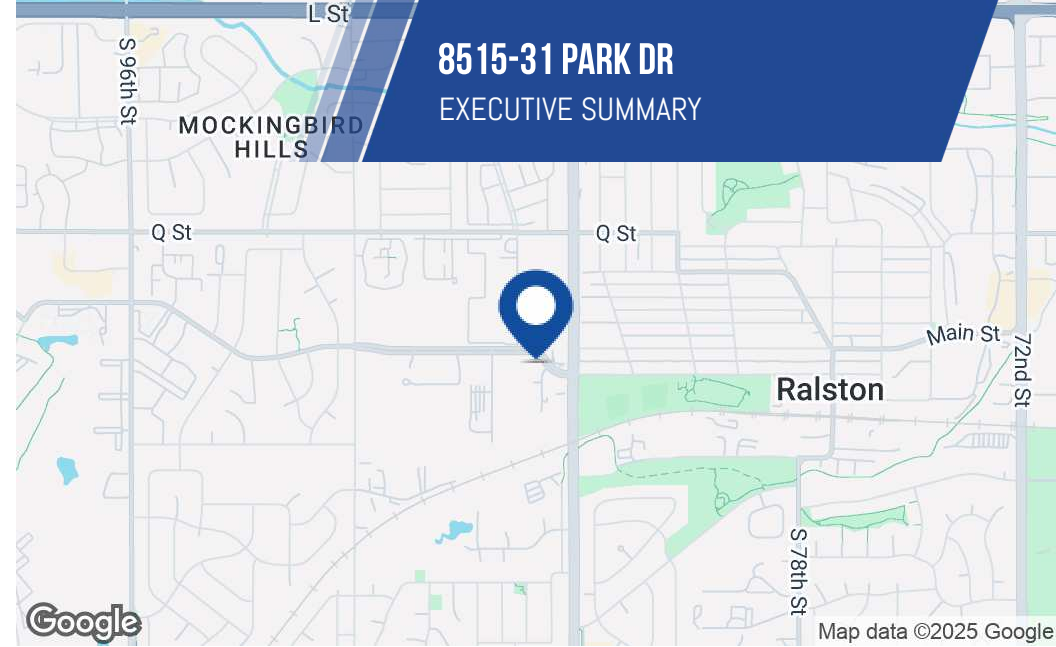 8515-31 PARK DR
EXECUTIVE SUMMARY
L St
S 96th St
MOCKINGBIRD
HILLS
Q St
Q St
Main St
72nd St
Ralston
S 78th St
Google
Map data ©2025 Google